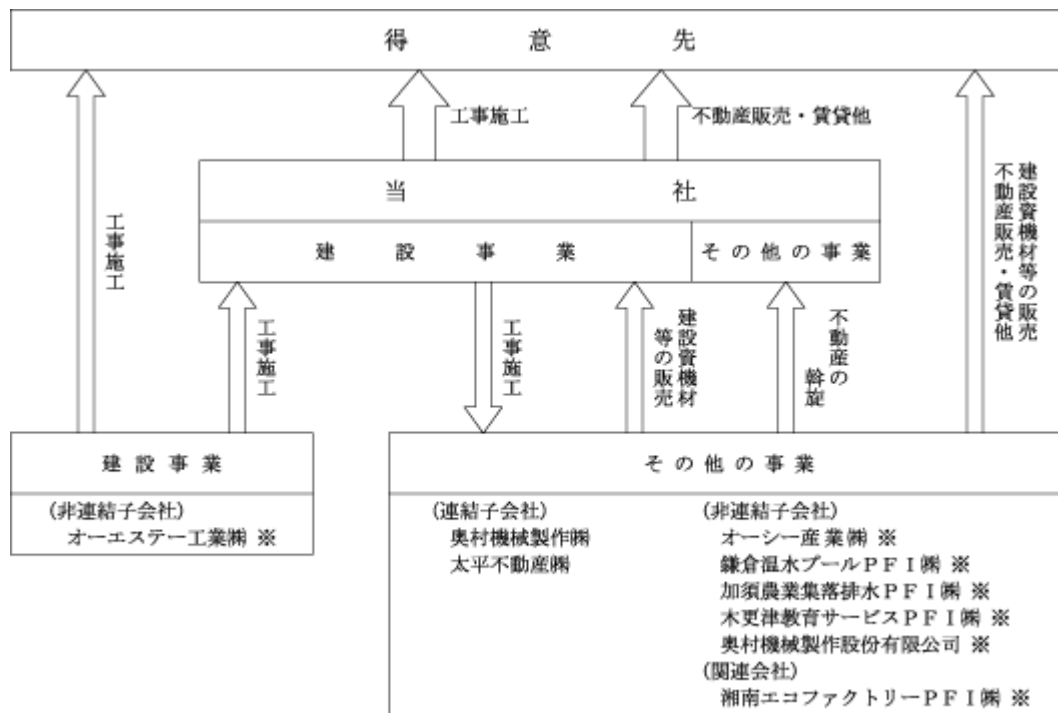 得意先
工事施工
不動産販売・賃貸他
当社
建設事業
その他の事業
工事施工
建設資機材等の販売
不動産販売・賃貸他
工事施工
工事施工
建設資機材
等の販売
不動産の
斡旋
建設事業
(非連結子会社)
オーエステー工業㈱ ※
その他の事業
(連結子会社)
奥村機械製作㈱
太平不動産㈱
(非連結子会社)
オーシー産業㈱ ※
鎌倉温水プールＰＦＩ㈱ ※
加須農業集落排水ＰＦＩ㈱ ※
木更津教育サービスＰＦＩ㈱ ※
奥村機械製作股份有限公司 ※
(関連会社)
湘南エコファクトリーＰＦＩ㈱ ※